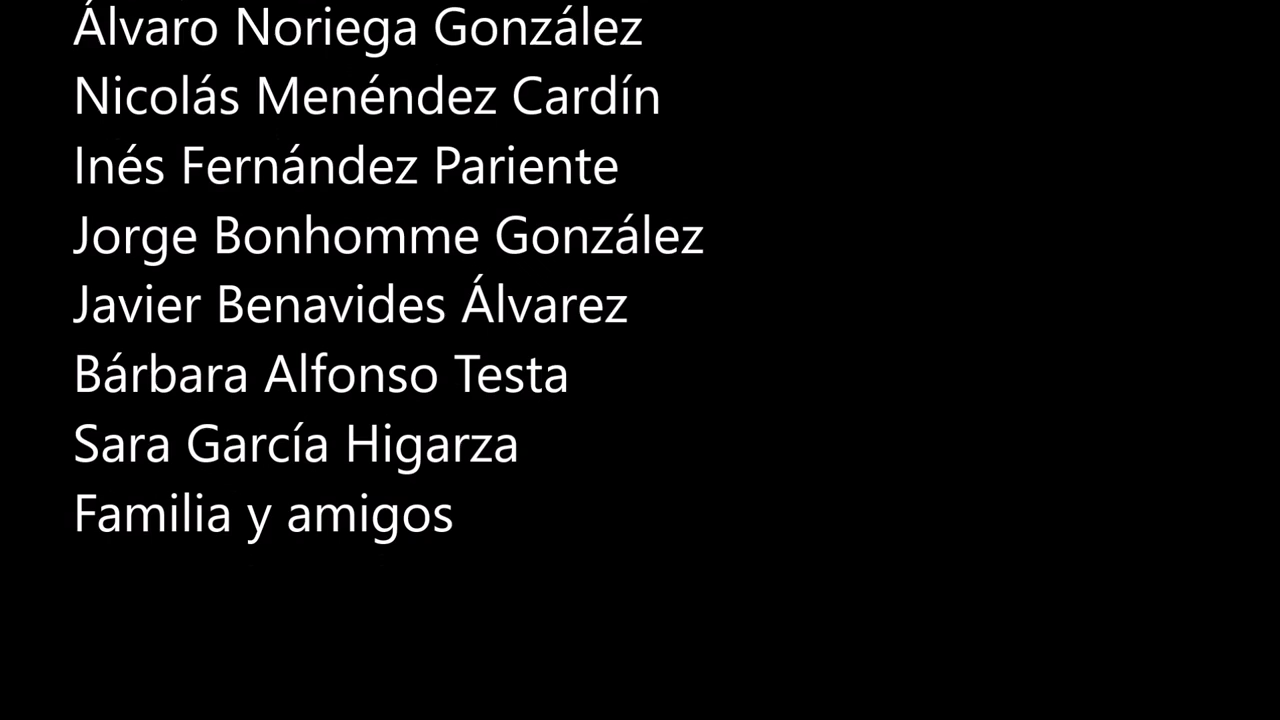 Álvaro Noriega González
Nicolás Menéndez Cardín
Inés Fernández Pariente
Jorge Bonhomme González
Javier Benavides Álvarez
Bárbara Alfonso Testa
Sara García Higarza
Familia y amigos